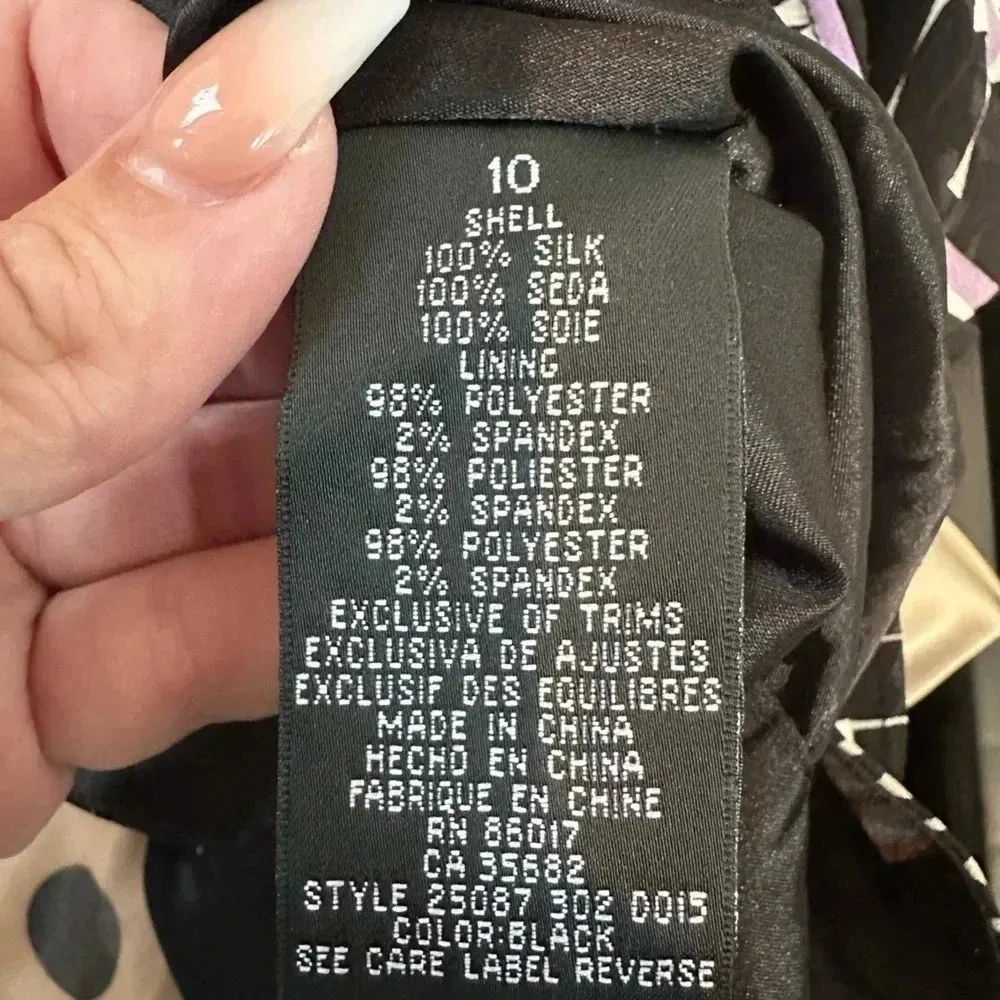 10
SHELL
100% SILK
100% SEDA
100% SOIE
LINING
98% POLYESTER
2% SPANDEX
98% POLIESTER
2% SPANDEX
98% POLYESTER
2% SPANDEX
EXCLUSIVE OF TRIMS
EXCLUSIVA DE AJUSTES
EXCLUSIF DES EQUILIBRES
MADE IN CHINA
HECHO EN CHINA
FABRIQUE EN CHINE
RN 86017
CA 35682
STYLE 25087 302 D015
COLOR:BLACK
SEE CARE LABEL REVERSE